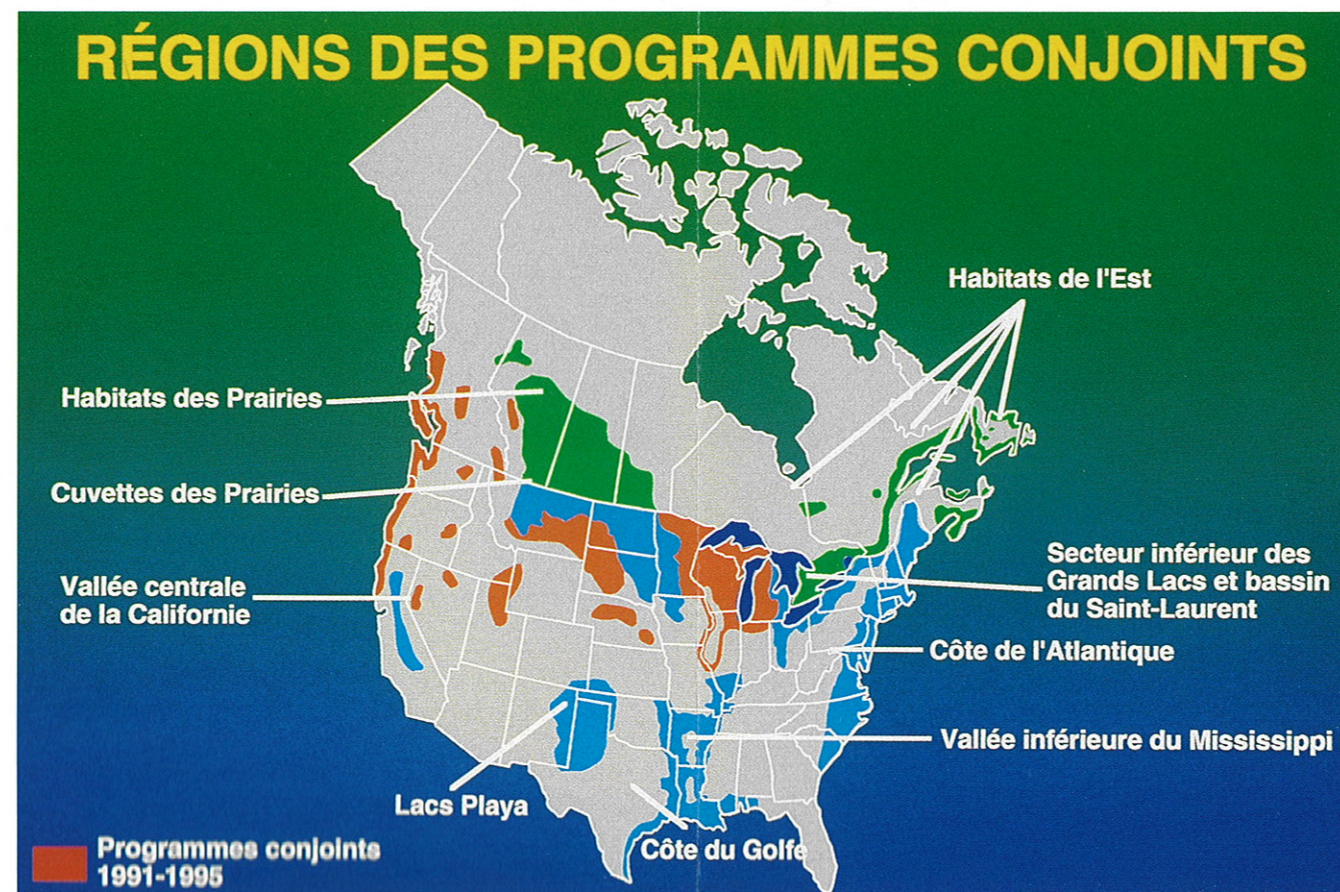 RÉGIONS DES PROGRAMMES CONJOINTS
Habitats de l'Est
Habitats des Prairies
Cuvettes des Prairies
Vallée centrale
de la Californie
Secteur inférieur des
Grands Lacs et bassin
du Saint-Laurent
Côte de l'Atlantique
Vallée inférieure du Mississippi
Lacs Playa
Côte du Golfe
Programmes conjoints
1991-1995